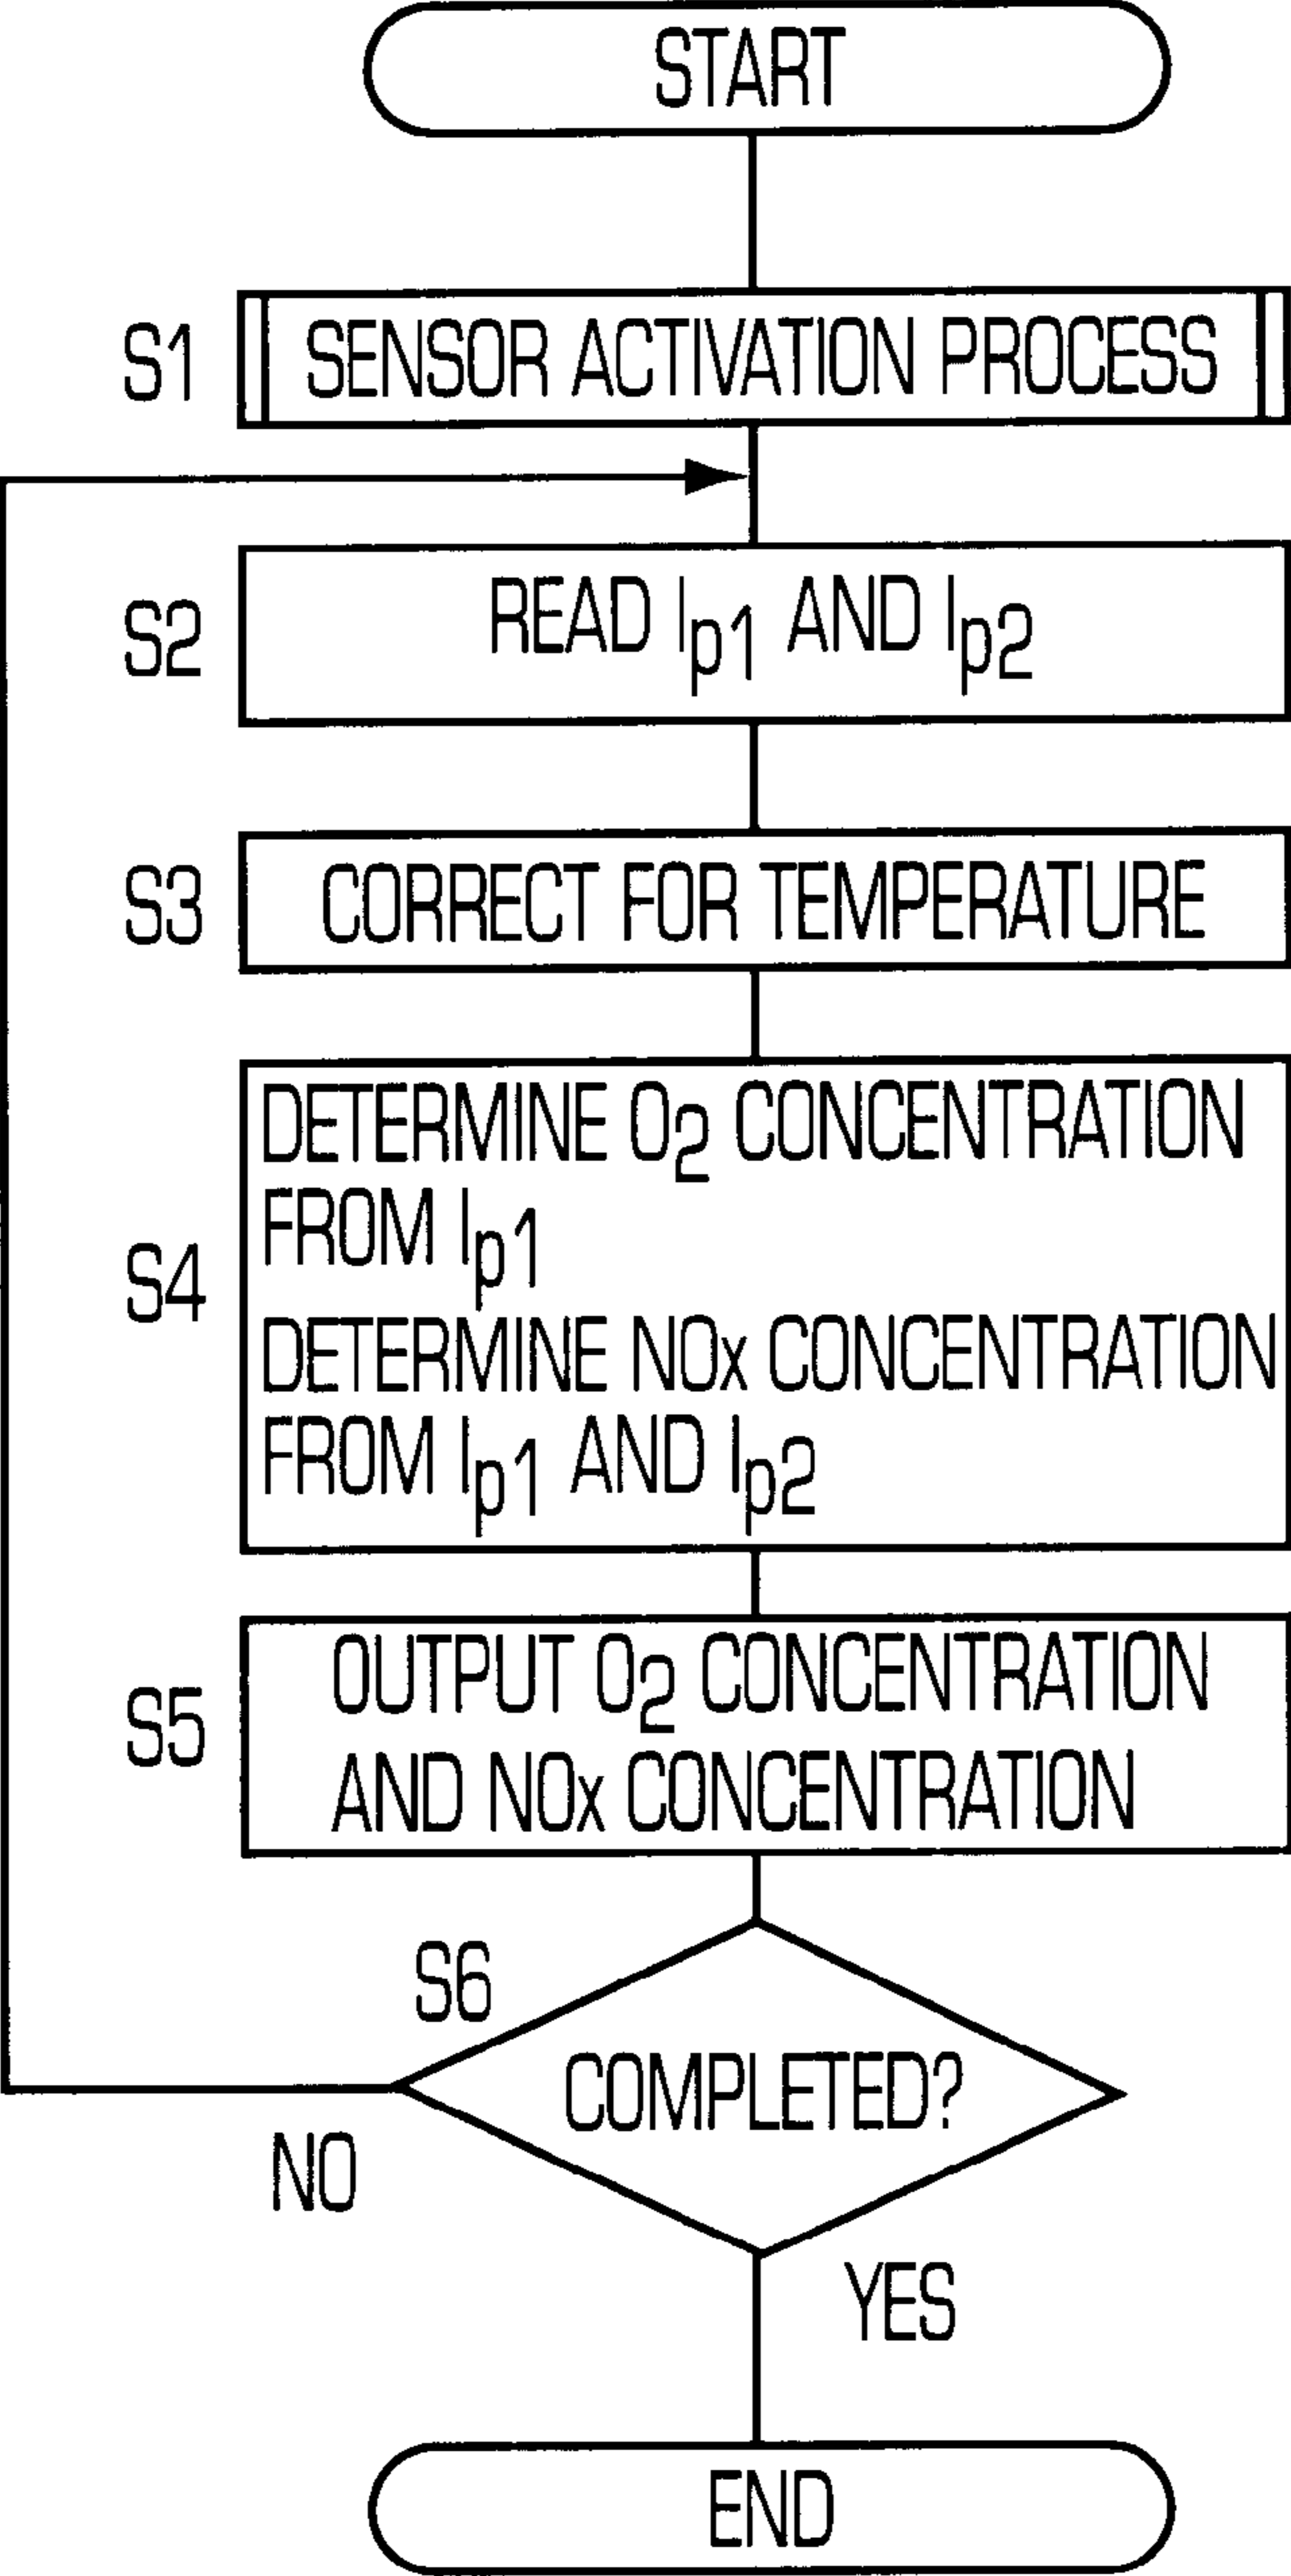 START
S1 SENSOR ACTIVATION PROCESS
S2 READ Ip1 AND Ip2
S3 CORRECT FOR TEMPERATURE
S4
DETERMINE O2 CONCENTRATION
FROM Ip1
DETERMINE NOx CONCENTRATION
FROM Ip1 AND Ip2
S5
OUTPUT O2 CONCENTRATION
AND NOx CONCENTRATION
S6
COMPLETED?
NO
YES
END